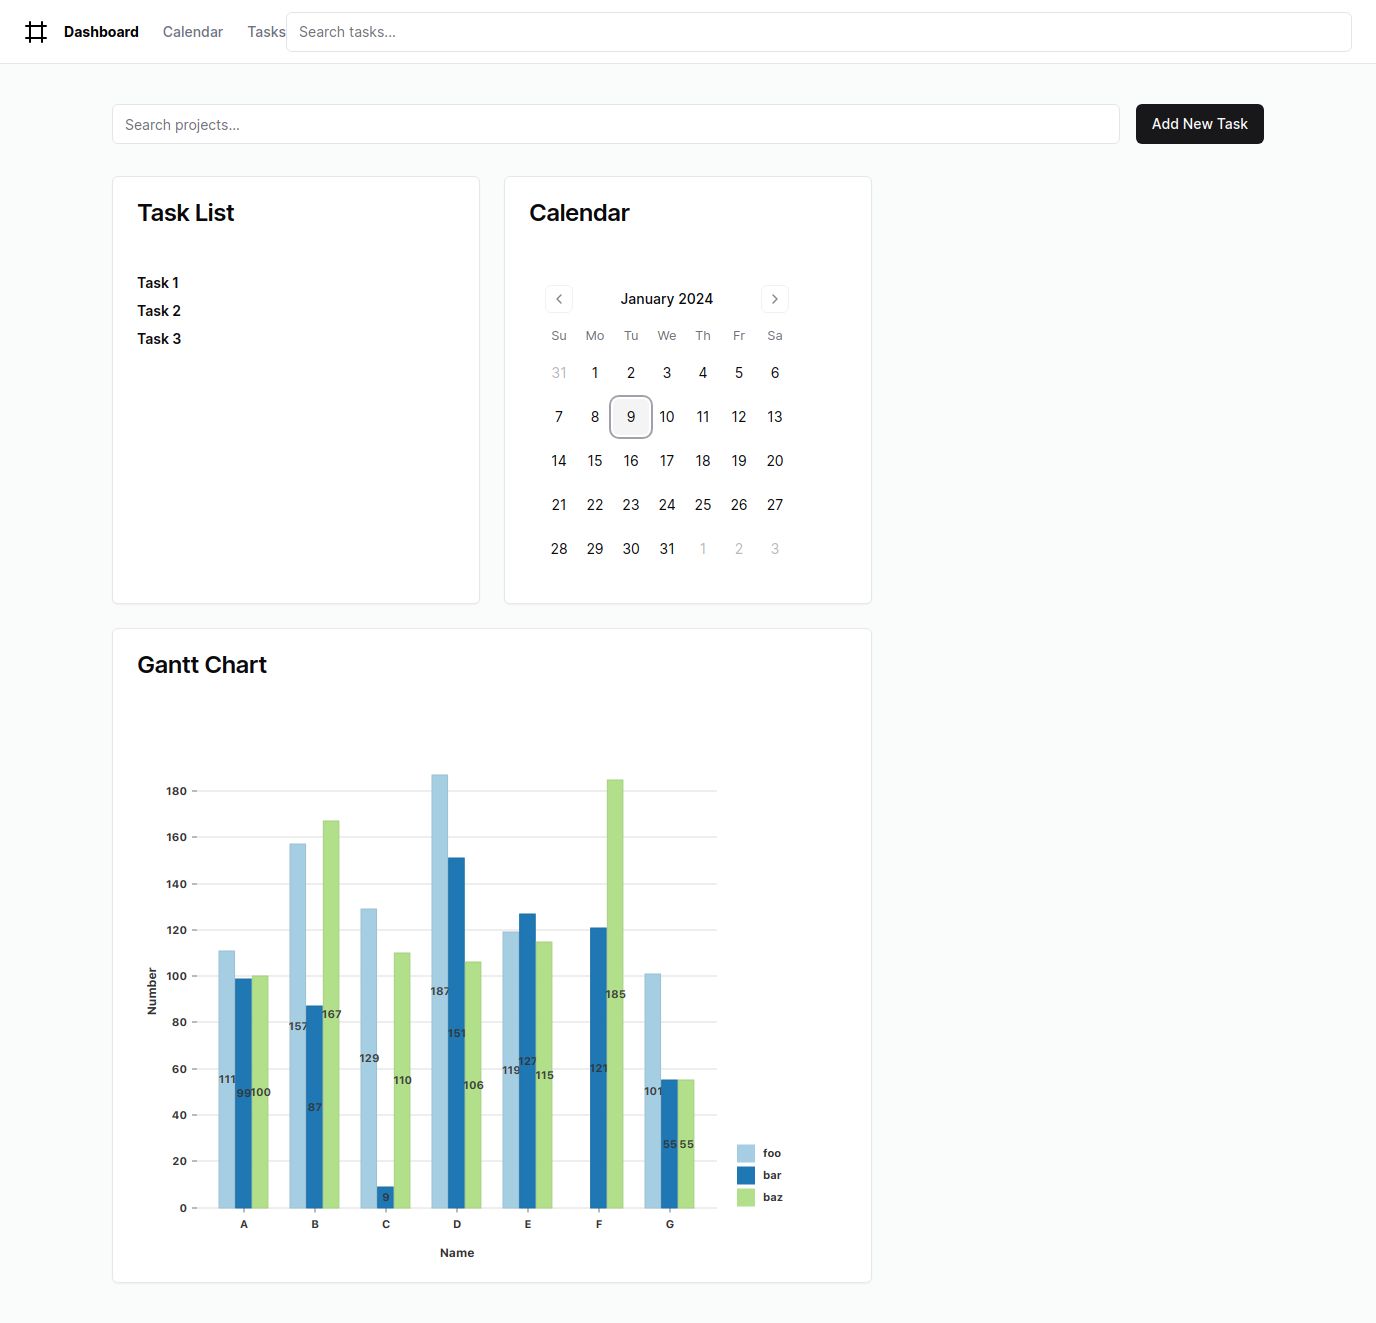 Dashboard Calendar Tasks Search tasks...
Search projects... Add New Task
Task List
Task 1
Task 2
Task 3
Calendar
January 2024
Su Mo Tu We Th Fr Sa
31 1 2 3 4 5 6
7 8 9 10 11 12 13
14 15 16 17 18 19 20
21 22 23 24 25 26 27
28 29 30 31 1 2 3
Gantt Chart
Number
180
160
140
120
100
80
60
40
20
0
111 99 100
157 87 167
129 9 110
187 151 106
119 127 115
121 185
101 55 55
A B C D E F G
Name
foo
bar
baz